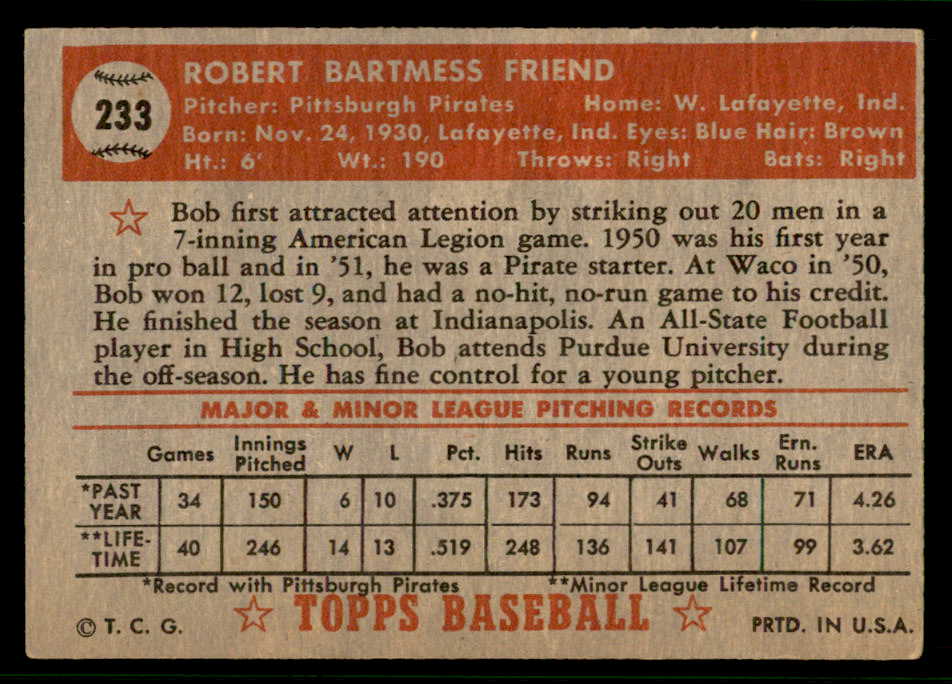 233
ROBERT BARTMESS FRIEND
Pitcher: Pittsburgh Pirates Home: W. Lafayette, Ind.
Born: Nov. 24, 1930, Lafayette, Ind. Eyes: Blue Hair: Brown
Ht.: 6' Wt.: 190 Throws: Right Bats: Right
Bob first attracted attention by striking out 20 men in a
7-inning American Legion game. 1950 was his first year
in pro ball and in '51, he was a Pirate starter. At Waco in '50,
Bob won 12, lost 9, and had a no-hit, no-run game to his credit.
He finished the season at Indianapolis. An All-State Football
player in High School, Bob attends Purdue University during
the off-season. He has fine control for a young pitcher.
MAJOR & MINOR LEAGUE PITCHING RECORDS
Games Innings Pitched W L Pct. Hits Runs Strike Outs Walks Ern. Runs ERA
*PAST YEAR 34 150 6 10 .375 173 94 41 68 71 4.26
**LIFE-TIME 40 246 14 13 .519 248 136 141 107 99 3.62
*Record with Pittsburgh Pirates **Minor League Lifetime Record
© T. C. G. TOPPS BASEBALL PRTD. IN U.S.A.